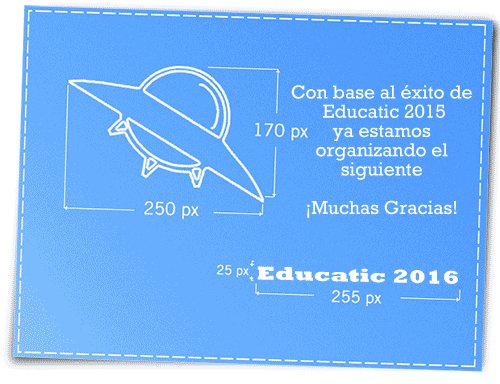 Con base al éxito de
Educatic 2015
ya estamos
organizando el
siguiente
¡Muchas Gracias!
170 px
250 px
25 px
Educatic 2016
255 px